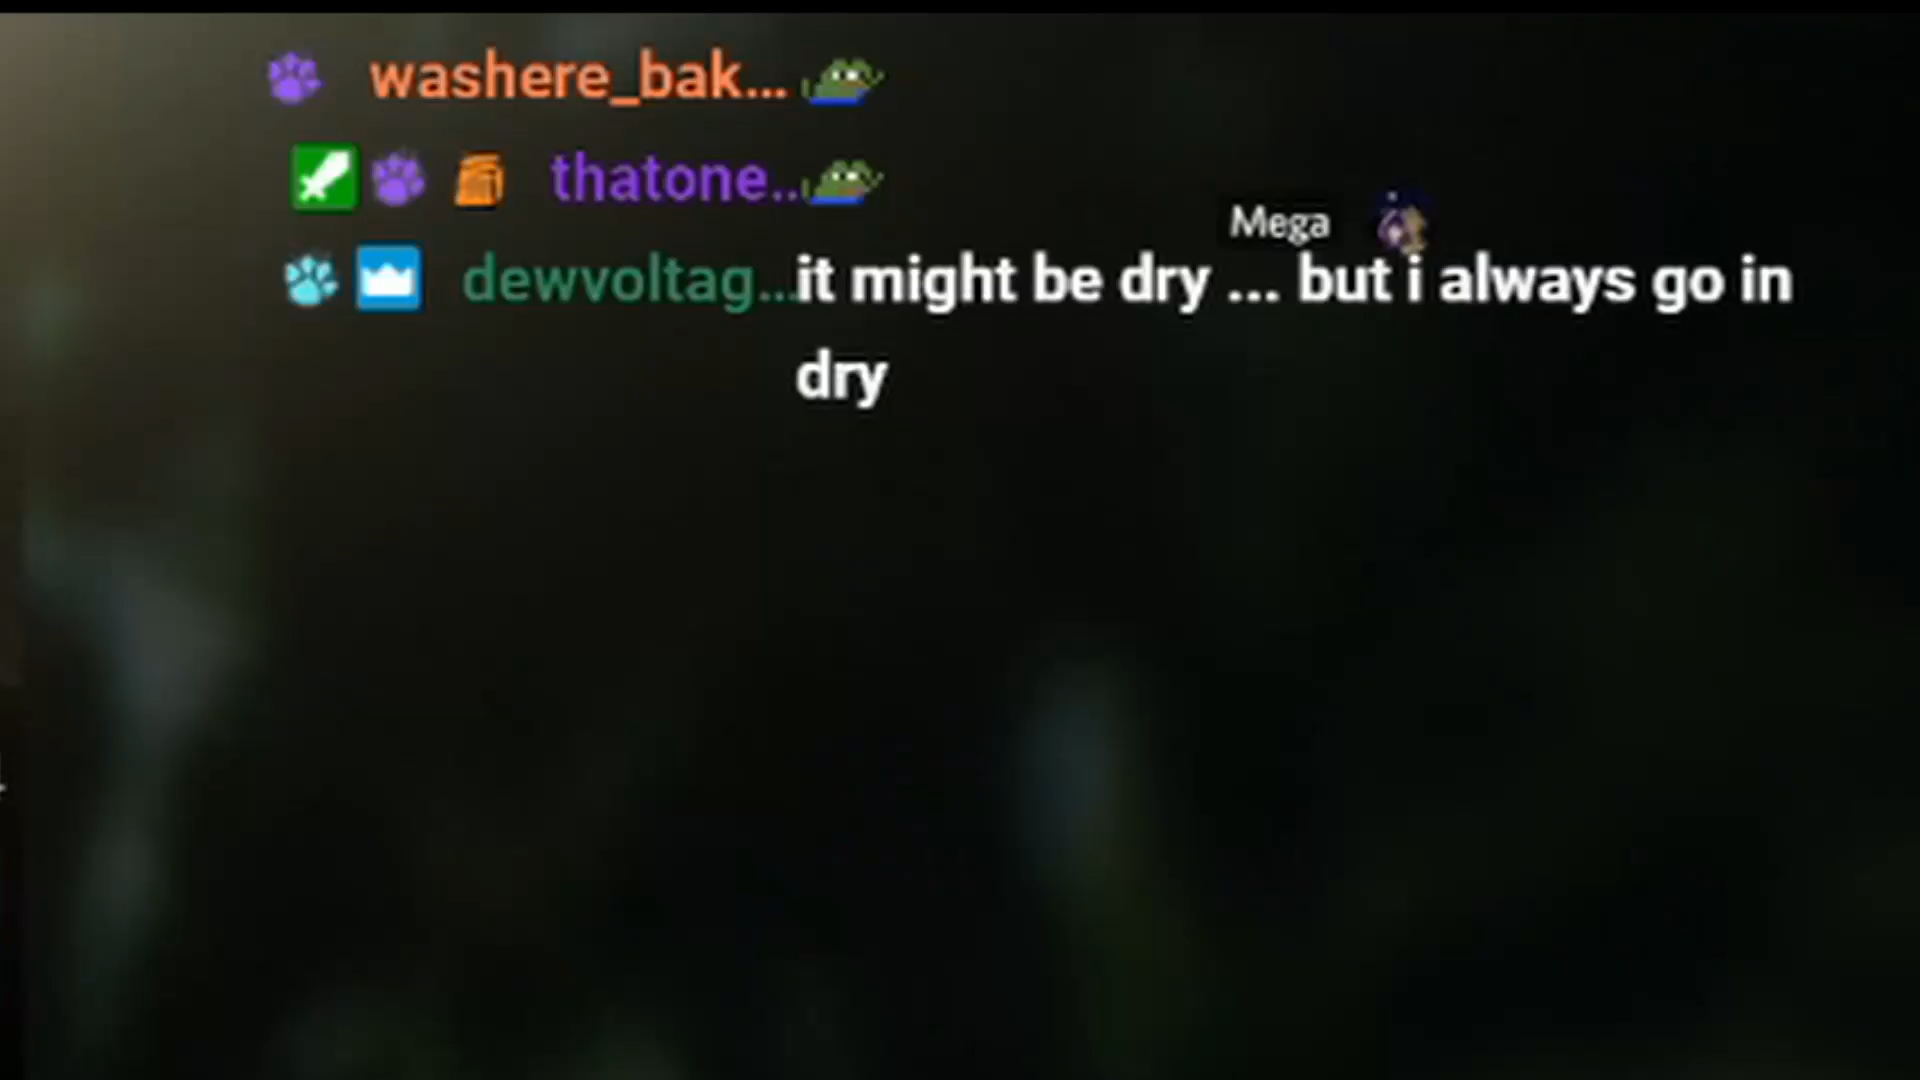 washere_bak...
thatone..
Mega
dewvoltag...it might be dry ... but i always go in
dry